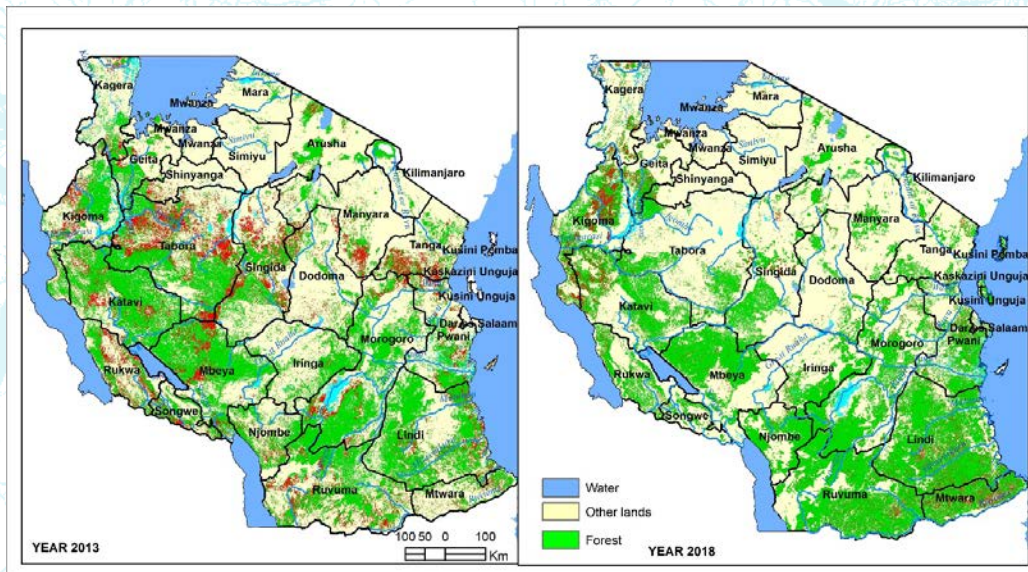 Kagera
Mara
Mwanza
Mwanza
Mwanza
Simiyu
Geita
Simiyu
Arusha
Shinyanga
Kilimanjaro
Kigoma
Manyara
Tabora
Tanga
Kusini Pemba
Singida
Dodoma
Kaskazini Unguja
Kusini Unguja
Katavi
Dar es Salaam
Pwani
Morogoro
Rukwa
Mbeya
Iringa
Songwe
Njombe
Lindi
Ruvuma
Mtwara
YEAR 2013
100 50 0 100
Km
Kagera
Mara
Mwanza
Mwanza
Mwanza
Simiyu
Geita
Simiyu
Arusha
Shinyanga
Kilimanjaro
Kigoma
Manyara
Tabora
Tanga
Kusini Pemba
Singida
Dodoma
Kaskazini Unguja
Kusini Unguja
Katavi
Dar es Salaam
Pwani
Morogoro
Rukwa
Mbeya
Iringa
Songwe
Njombe
Lindi
Ruvuma
Mtwara
Water
Other lands
Forest
YEAR 2018